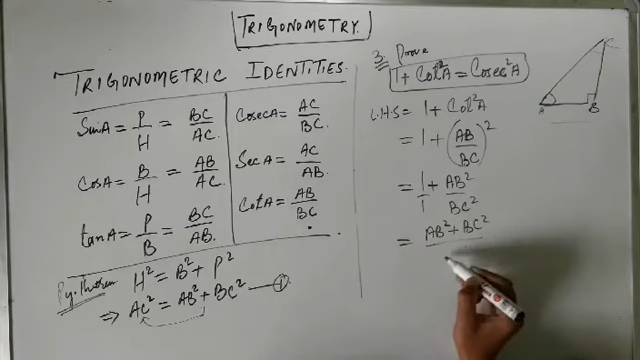 TRIGONOMETRY.
TRIGONOMETRIC IDENTITIES.
SinA = P/H = BC/AC.
CosA = B/H = AB/AC.
tanA = P/B = BC/AB.
CosecA = AC/BC.
SecA = AC/AB.
CotA = AB/BC
Py. Thorem H² = B² + P²
⇒ AC² = AB² + BC² — ①
3. Prove
1 + Cot²A = Cosec²A
L.H.S = 1 + Cot²A
= 1 + (AB/BC)²
= 1/1 + AB²/BC²
= AB² + BC²
A B